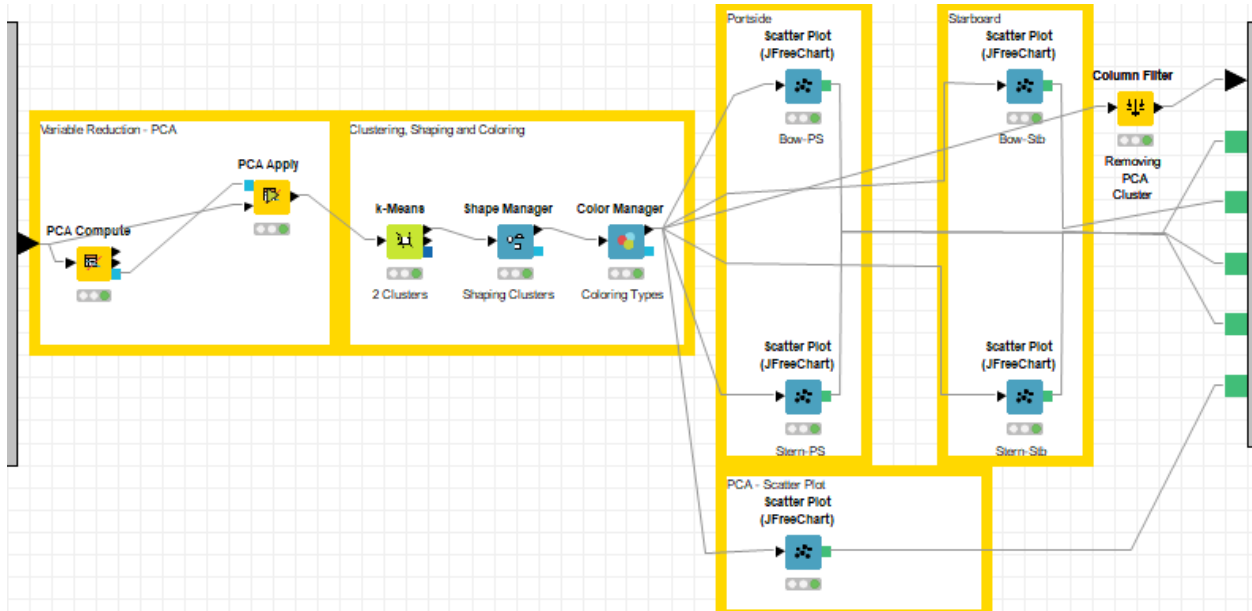 Portside
Scatter Plot
(JFreeChart)
Bow-PS
Starboard
Scatter Plot
(JFreeChart)
Bow-Stb
Column Filter
Removing
PCA
Cluster
Variable Reduction - PCA
PCA Apply
PCA Compute
Clustering, Shaping and Coloring
k-Means
2 Clusters
Shape Manager
Shaping Clusters
Color Manager
Coloring Types
Scatter Plot
(JFreeChart)
Stern-PS
Scatter Plot
(JFreeChart)
Stern-Stb
PCA - Scatter Plot
Scatter Plot
(JFreeChart)